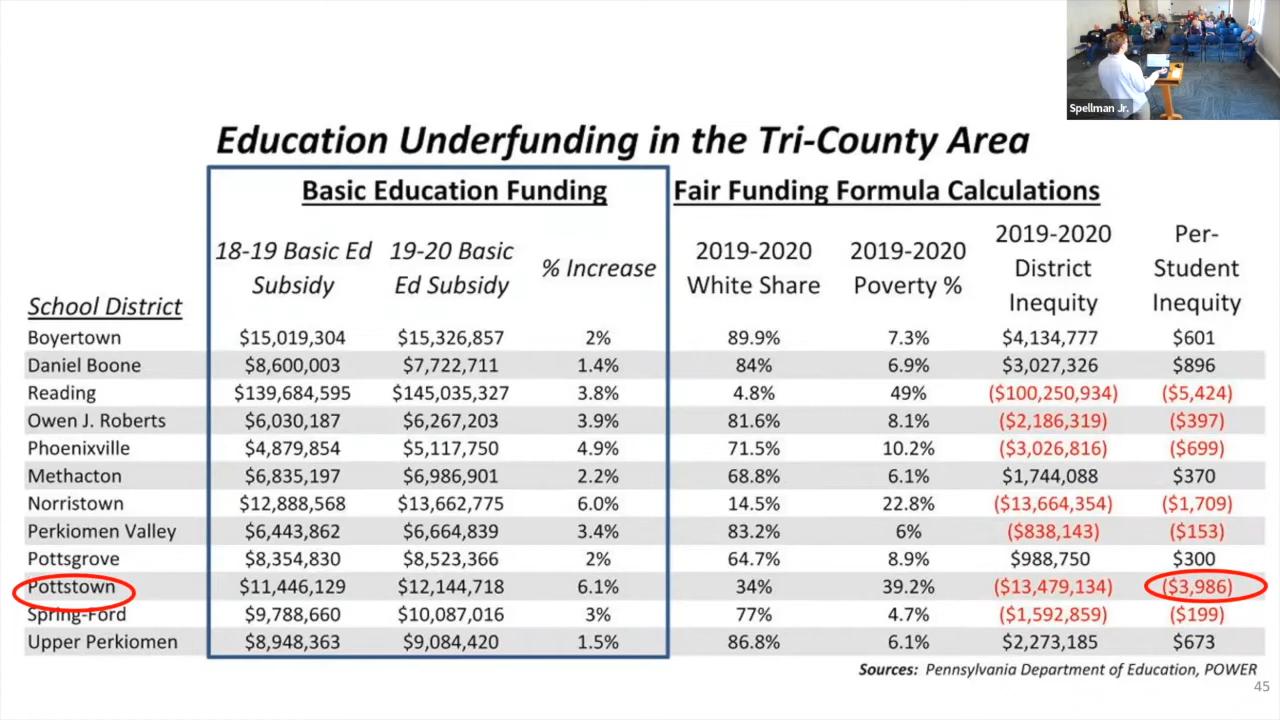 Spellman Jr.
Education Underfunding in the Tri-County Area
Basic Education Funding Fair Funding Formula Calculations
School District 18-19 Basic Ed Subsidy 19-20 Basic Ed Subsidy % Increase 2019-2020 White Share 2019-2020 Poverty % 2019-2020 District Inequity Per-Student Inequity
Boyertown $15,019,304 $15,326,857 2% 89.9% 7.3% $4,134,777 $601
Daniel Boone $8,600,003 $7,722,711 1.4% 84% 6.9% $3,027,326 $896
Reading $139,684,595 $145,035,327 3.8% 4.8% 49% ($100,250,934) ($5,424)
Owen J. Roberts $6,030,187 $6,267,203 3.9% 81.6% 8.1% ($2,186,319) ($397)
Phoenixville $4,879,854 $5,117,750 4.9% 71.5% 10.2% ($3,026,816) ($699)
Methacton $6,835,197 $6,986,901 2.2% 68.8% 6.1% $1,744,088 $370
Norristown $12,888,568 $13,662,775 6.0% 14.5% 22.8% ($13,664,354) ($1,709)
Perkiomen Valley $6,443,862 $6,664,839 3.4% 83.2% 6% ($838,143) ($153)
Pottsgrove $8,354,830 $8,523,366 2% 64.7% 8.9% $988,750 $300
Pottstown $11,446,129 $12,144,718 6.1% 34% 39.2% ($13,479,134) ($3,986)
Spring-Ford $9,788,660 $10,087,016 3% 77% 4.7% ($1,592,859) ($199)
Upper Perkiomen $8,948,363 $9,084,420 1.5% 86.8% 6.1% $2,273,185 $673
Sources: Pennsylvania Department of Education, POWER
45